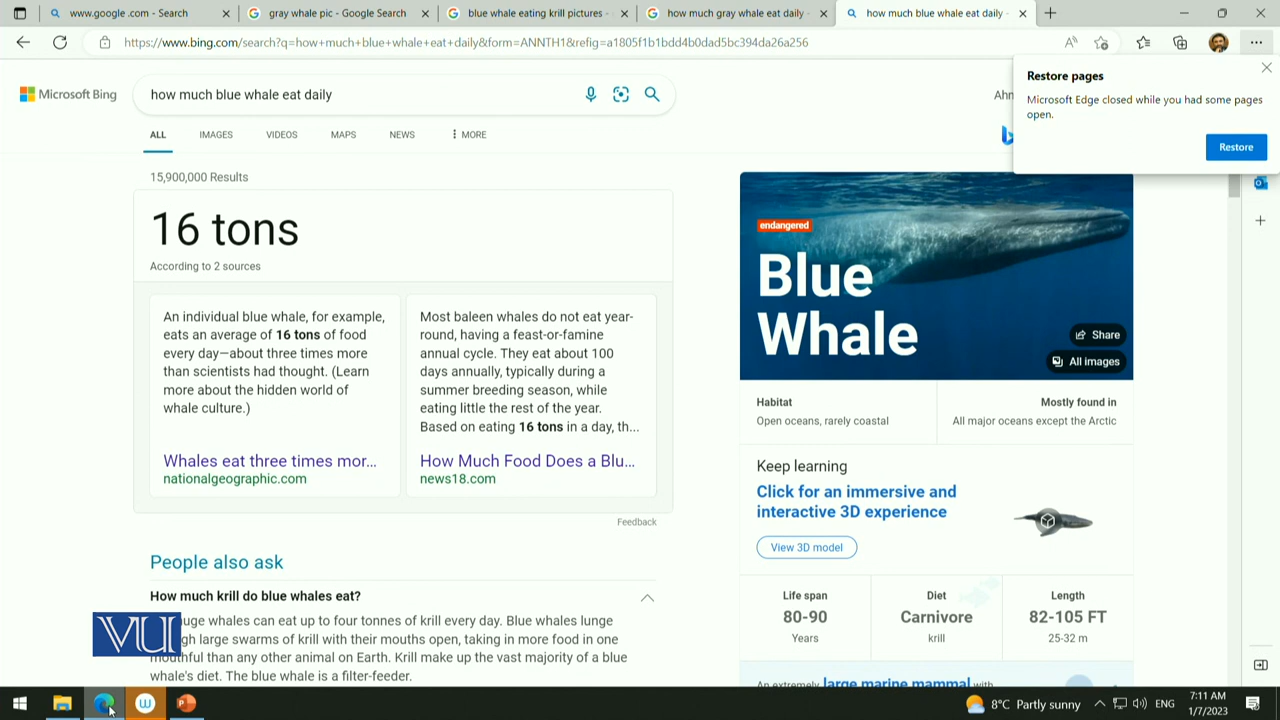 www.google .com - Search
gray whale pic - Google Search
blue whale eating krill pictures -
how much gray whale eat daily -
how much blue whale eat daily -
https://www.bing.com/search?q=how+much+blue+whale+eat+daily&form=ANNTH1&refig=a1805f1b1bdd4b0dad5bc394da26a256
Restore pages
Microsoft Edge closed while you had some pages
open.
Restore
Microsoft Bing
how much blue whale eat daily
Ahn
ALL IMAGES VIDEOS MAPS NEWS MORE
15,900,000 Results
16 tons
According to 2 sources
An individual blue whale, for example,
eats an average of 16 tons of food
every day—about three times more
than scientists had thought. (Learn
more about the hidden world of
whale culture.)
Whales eat three times mor...
nationalgeographic.com
Most baleen whales do not eat year-
round, having a feast-or-famine
annual cycle. They eat about 100
days annually, typically during a
summer breeding season, while
eating little the rest of the year.
Based on eating 16 tons in a day, th...
How Much Food Does a Blu...
news18.com
Feedback
People also ask
How much krill do blue whales eat?
huge whales can eat up to four tonnes of krill every day. Blue whales lunge
large swarms of krill with their mouths open, taking in more food in one
mouthful than any other animal on Earth. Krill make up the vast majority of a blue
whale's diet. The blue whale is a filter-feeder.
VU
endangered
Blue
Whale
Share
All images
Habitat
Open oceans, rarely coastal
Mostly found in
All major oceans except the Arctic
Keep learning
Click for an immersive and
interactive 3D experience
View 3D model
Life span
80-90
Years
Diet
Carnivore
krill
Length
82-105 FT
25-32 m
An extremely large marine mammal with
8°C Partly sunny
ENG
7:11 AM
1/7/2023